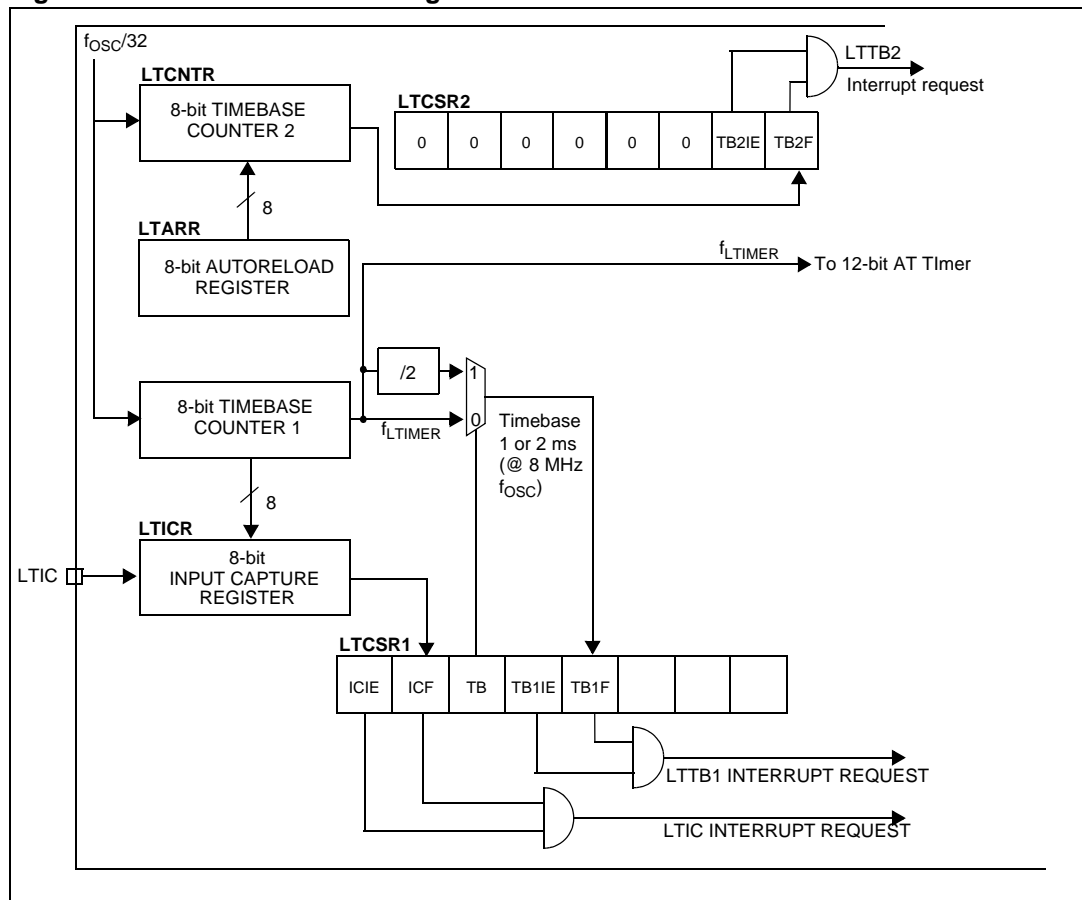 fOSC/32
LTCNTR
8-bit TIMEBASE
COUNTER 2
8
LTARR
8-bit AUTORELOAD
REGISTER
LTCSR2
0 0 0 0 0 0 TB2IE TB2F
LTTB2
Interrupt request
fLTIMER
To 12-bit AT TImer
/2
1
0
8-bit TIMEBASE
COUNTER 1
fLTIMER
Timebase
1 or 2 ms
(@ 8 MHz
fOSC)
8
LTICR
LTIC
8-bit
INPUT CAPTURE
REGISTER
LTCSR1
ICIE ICF TB TB1IE TB1F
LTTB1 INTERRUPT REQUEST
LTIC INTERRUPT REQUEST